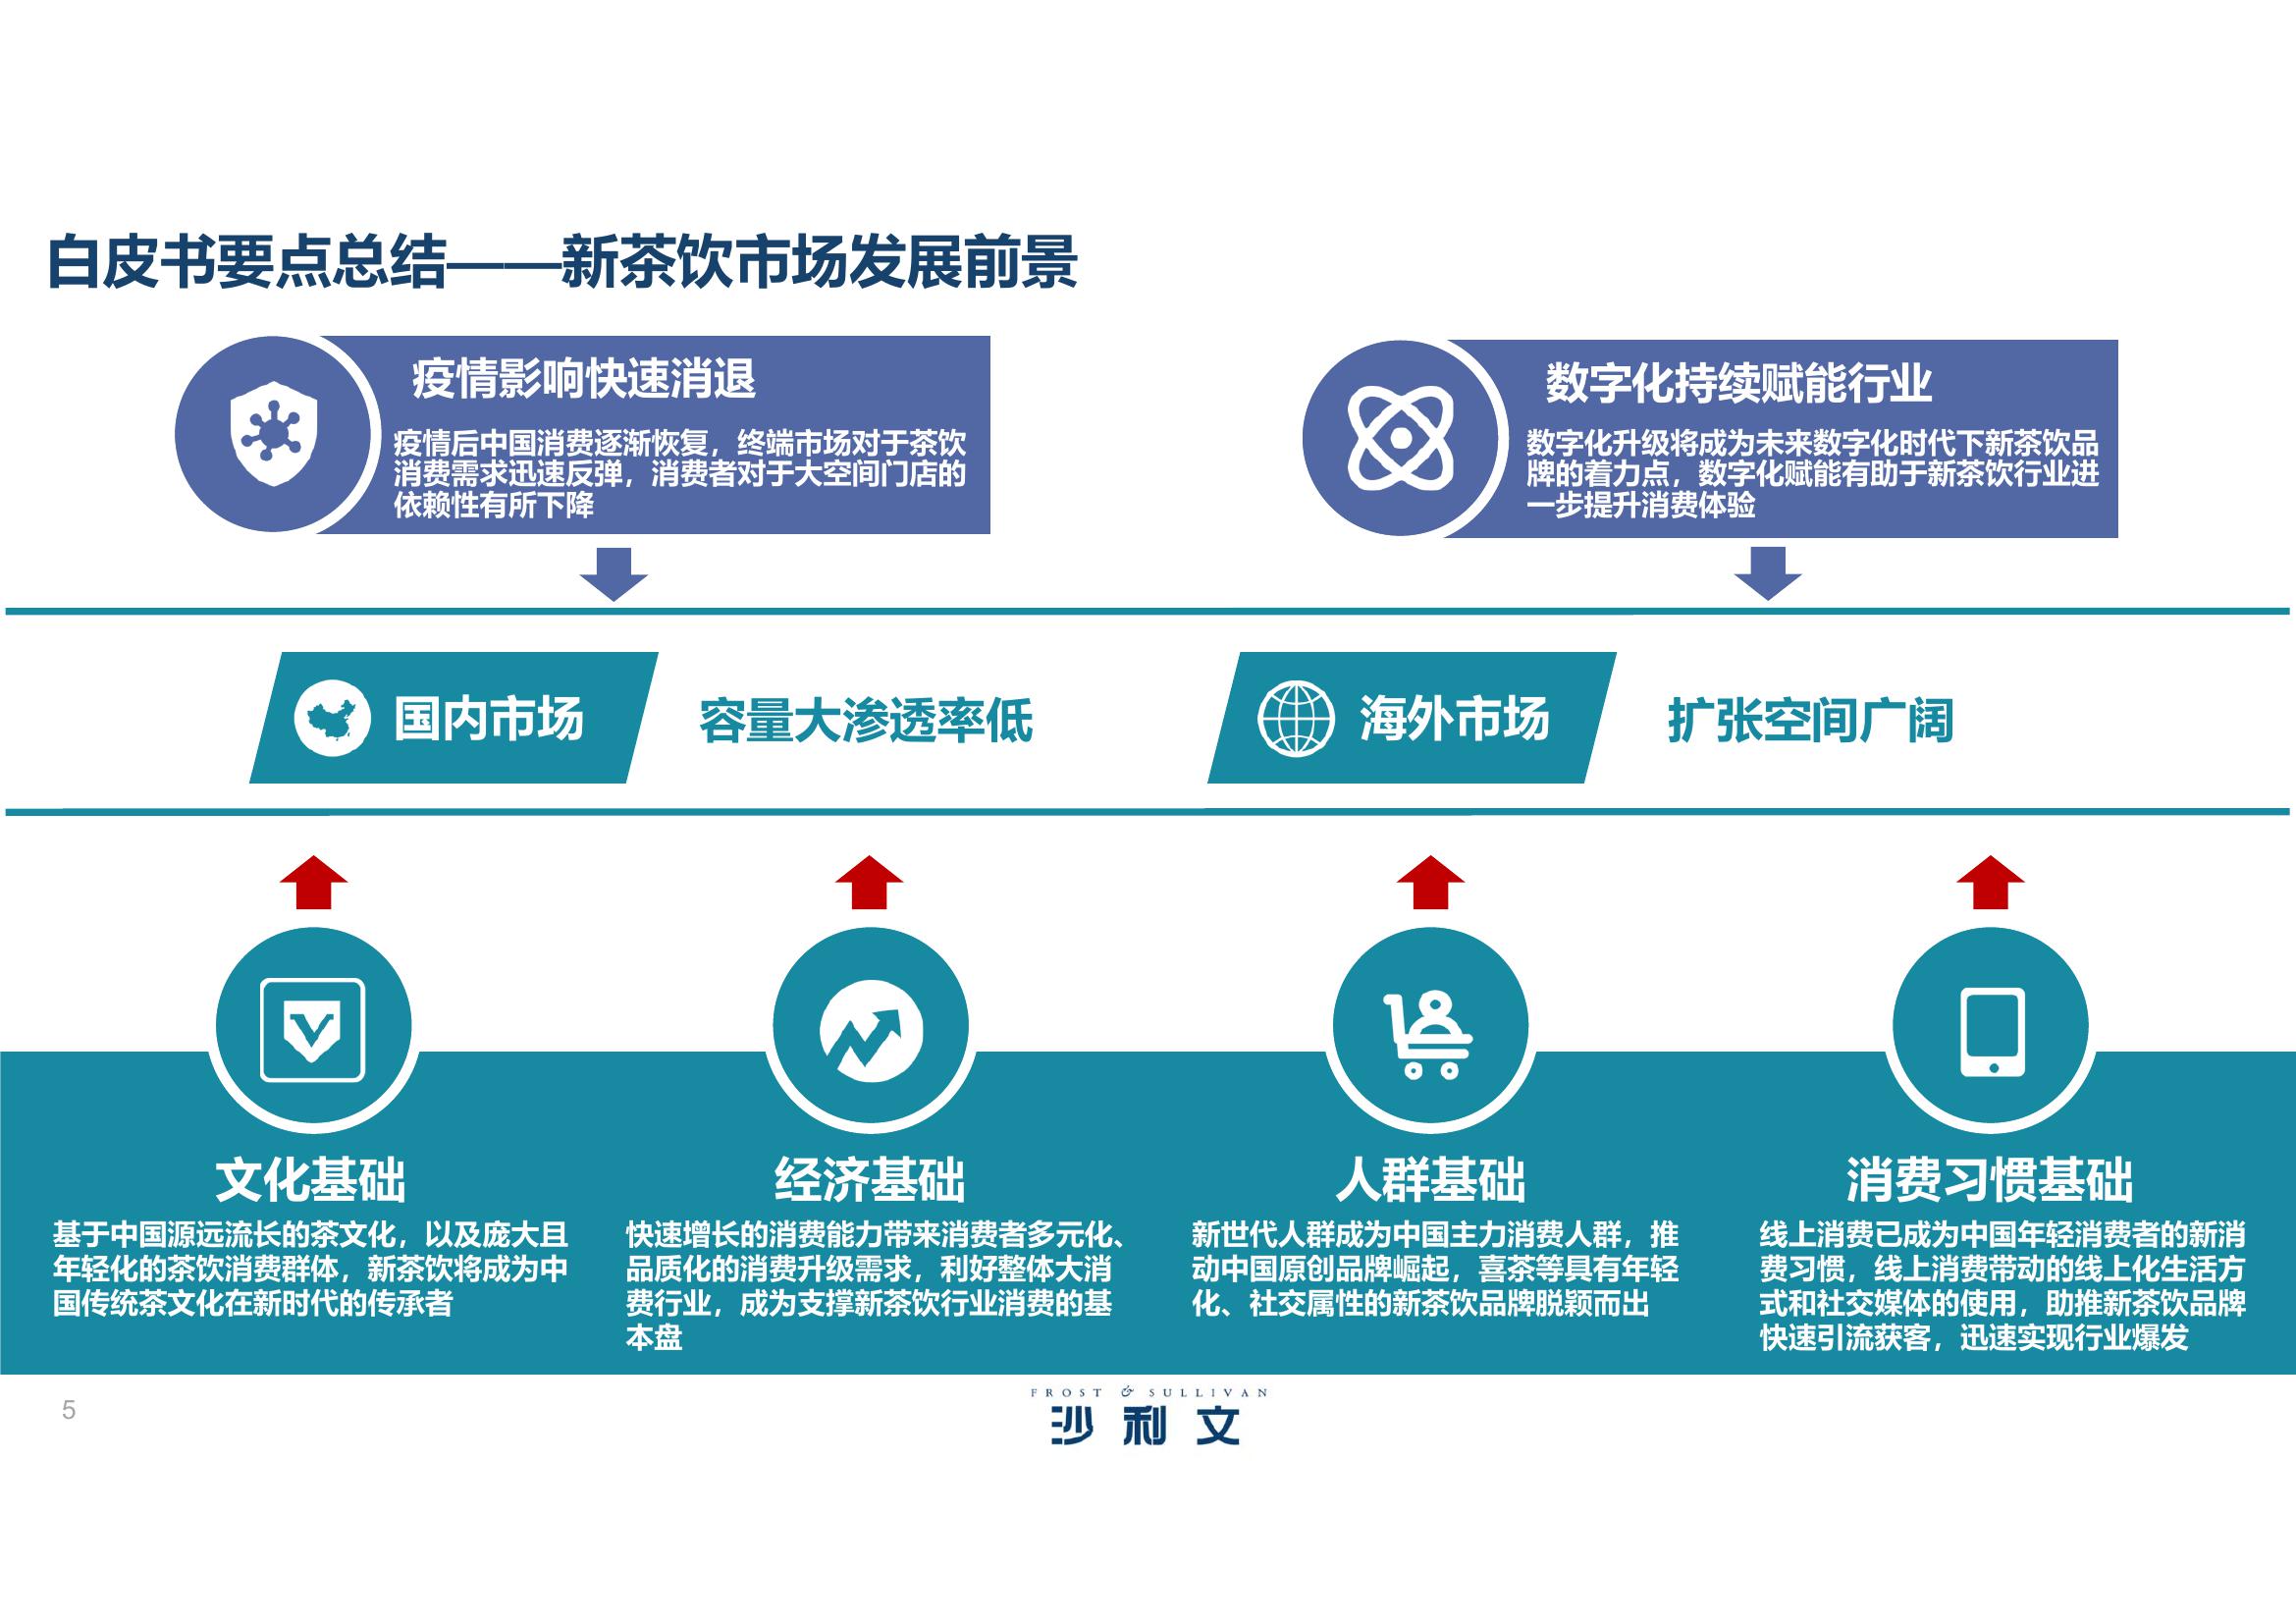 白皮书要点总结——新茶饮市场发展前景
疫情影响快速消退
疫情后中国消费逐渐恢复，终端市场对于茶饮
消费需求迅速反弹，消费者对于大空间门店的
依赖性有所下降
数字化持续赋能行业
数字化升级将成为未来数字化时代下新茶饮品
牌的着力点，数字化赋能有助于新茶饮行业进
一步提升消费体验
国内市场
容量大渗透率低
海外市场
扩张空间广阔
文化基础
基于中国源远流长的茶文化，以及庞大且
年轻化的茶饮消费群体，新茶饮将成为中
国传统茶文化在新时代的传承者
经济基础
快速增长的消费能力带来消费者多元化、
品质化的消费升级需求，利好整体大消
费行业，成为支撑新茶饮行业消费的基
本盘
人群基础
新世代人群成为中国主力消费人群，推
动中国原创品牌崛起，喜茶等具有年轻
化、社交属性的新茶饮品牌脱颖而出
消费习惯基础
线上消费已成为中国年轻消费者的新消
费习惯，线上消费带动的线上化生活方
式和社交媒体的使用，助推新茶饮品牌
快速引流获客，迅速实现行业爆发
5
FROST & SULLIVAN
沙利文